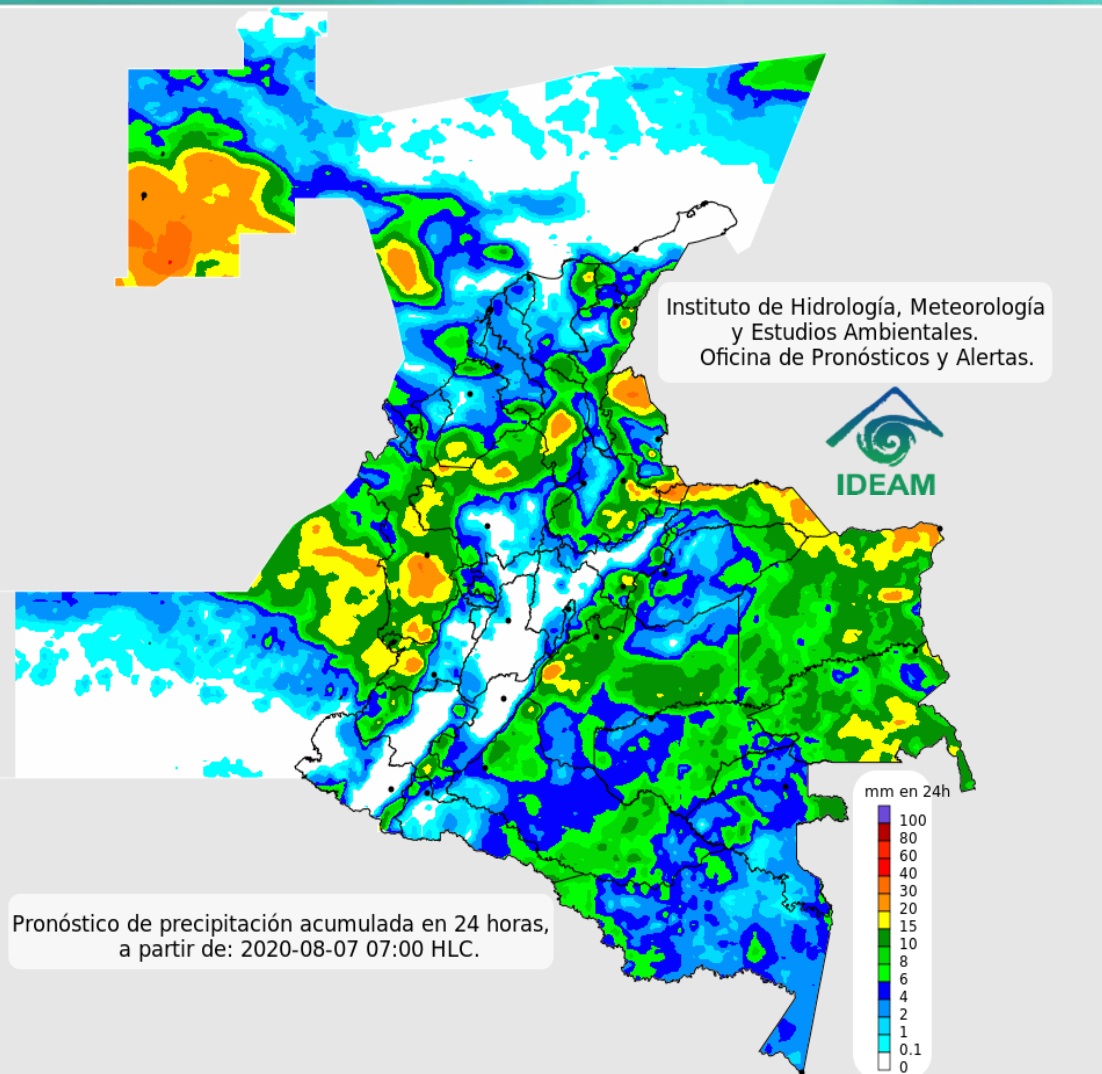 Instituto de Hidrología, Meteorología
y Estudios Ambientales.
Oficina de Pronósticos y Alertas.
IDEAM
mm en 24h
100
80
60
40
30
20
15
10
8
6
4
2
1
0.1
0
Pronóstico de precipitación acumulada en 24 horas,
a partir de: 2020-08-07 07:00 HLC.